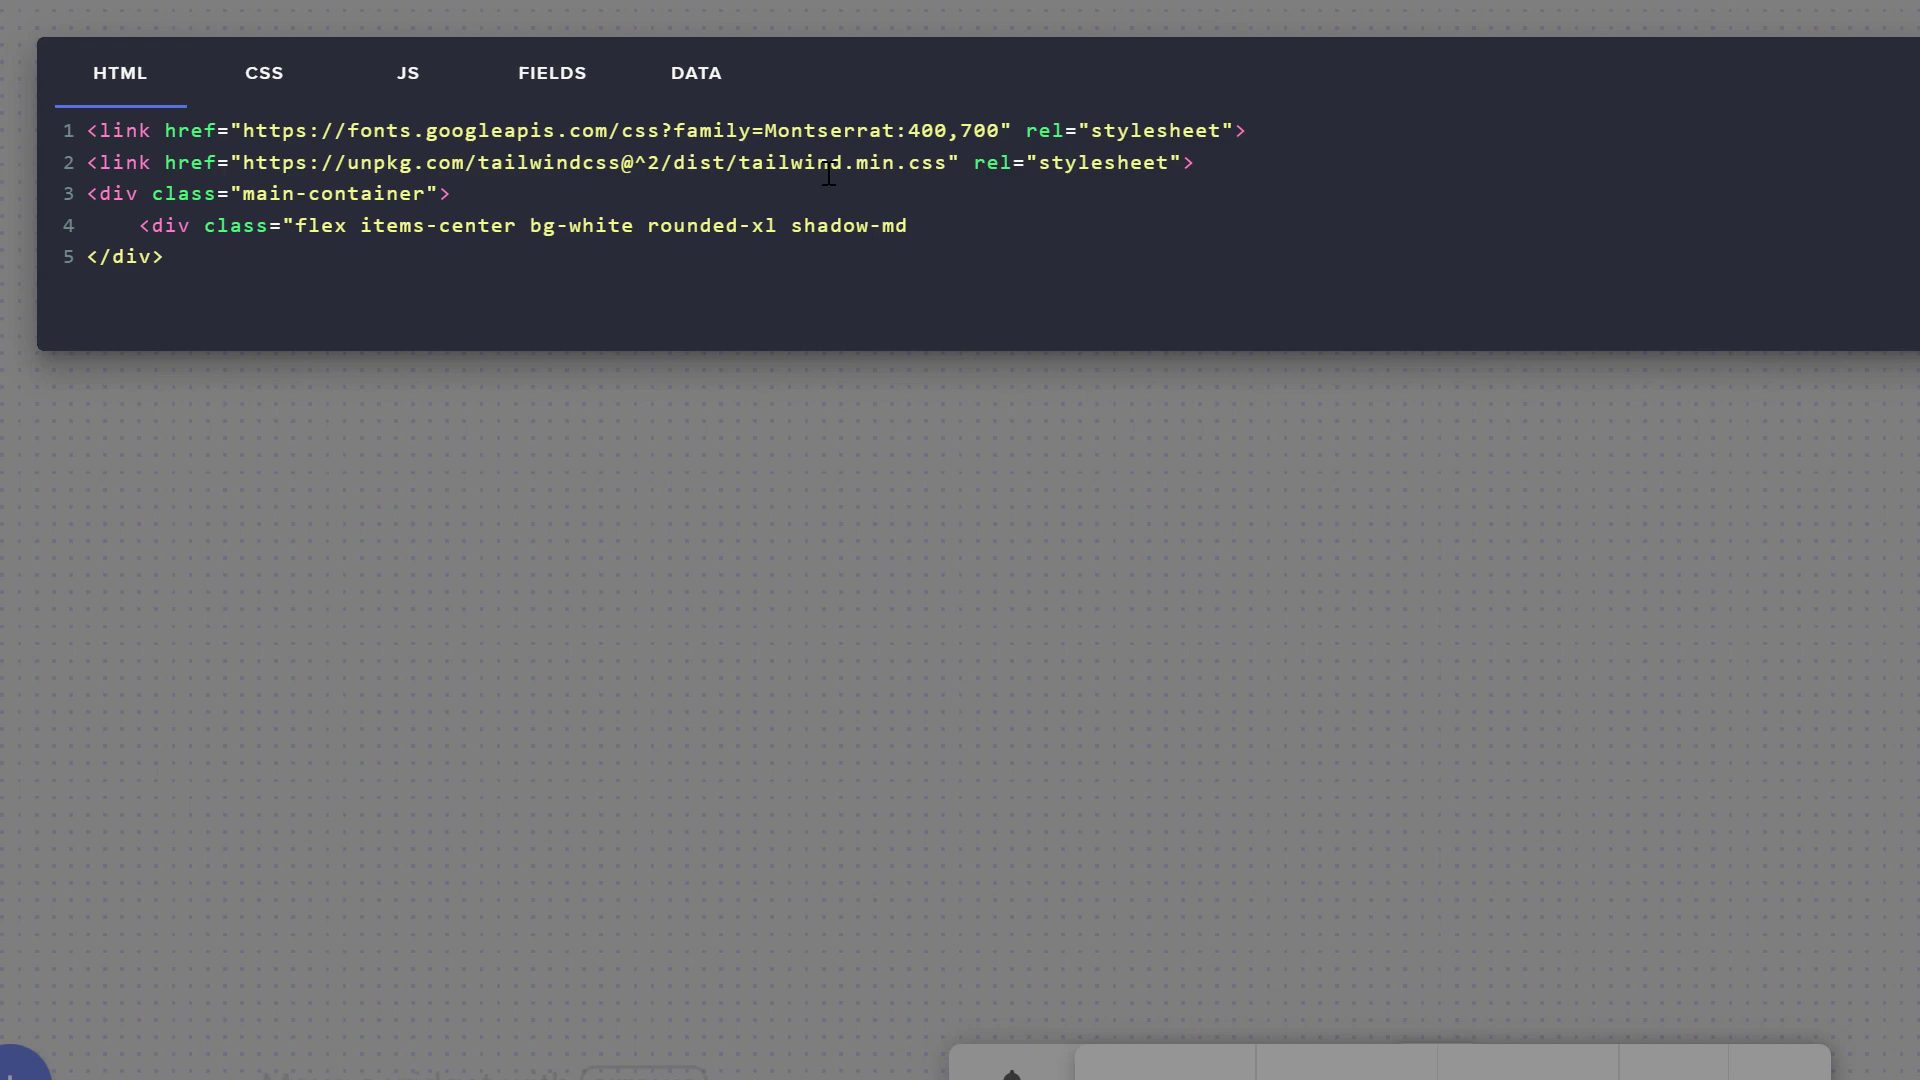 HTML CSS JS FIELDS DATA
1 <link href="https://fonts.googleapis.com/css?family=Montserrat:400,700" rel="stylesheet">
2 <link href="https://unpkg.com/tailwindcss@^2/dist/tailwind.min.css" rel="stylesheet">
3 <div class="main-container">
4     <div class="flex items-center bg-white rounded-xl shadow-md
5 </div>